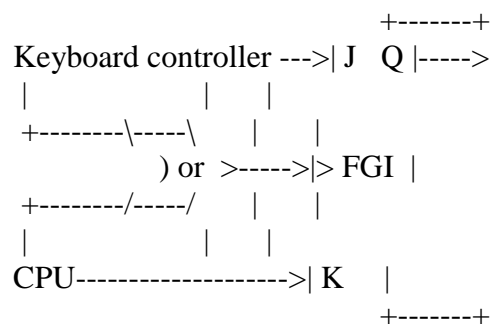 +-------+
Keyboard controller --->| J Q |----->
| | |
+--------\-----\ | |
) or >----->|> FGI |
+--------/-----/ | |
| | |
CPU-------------------->| K |
+-------+